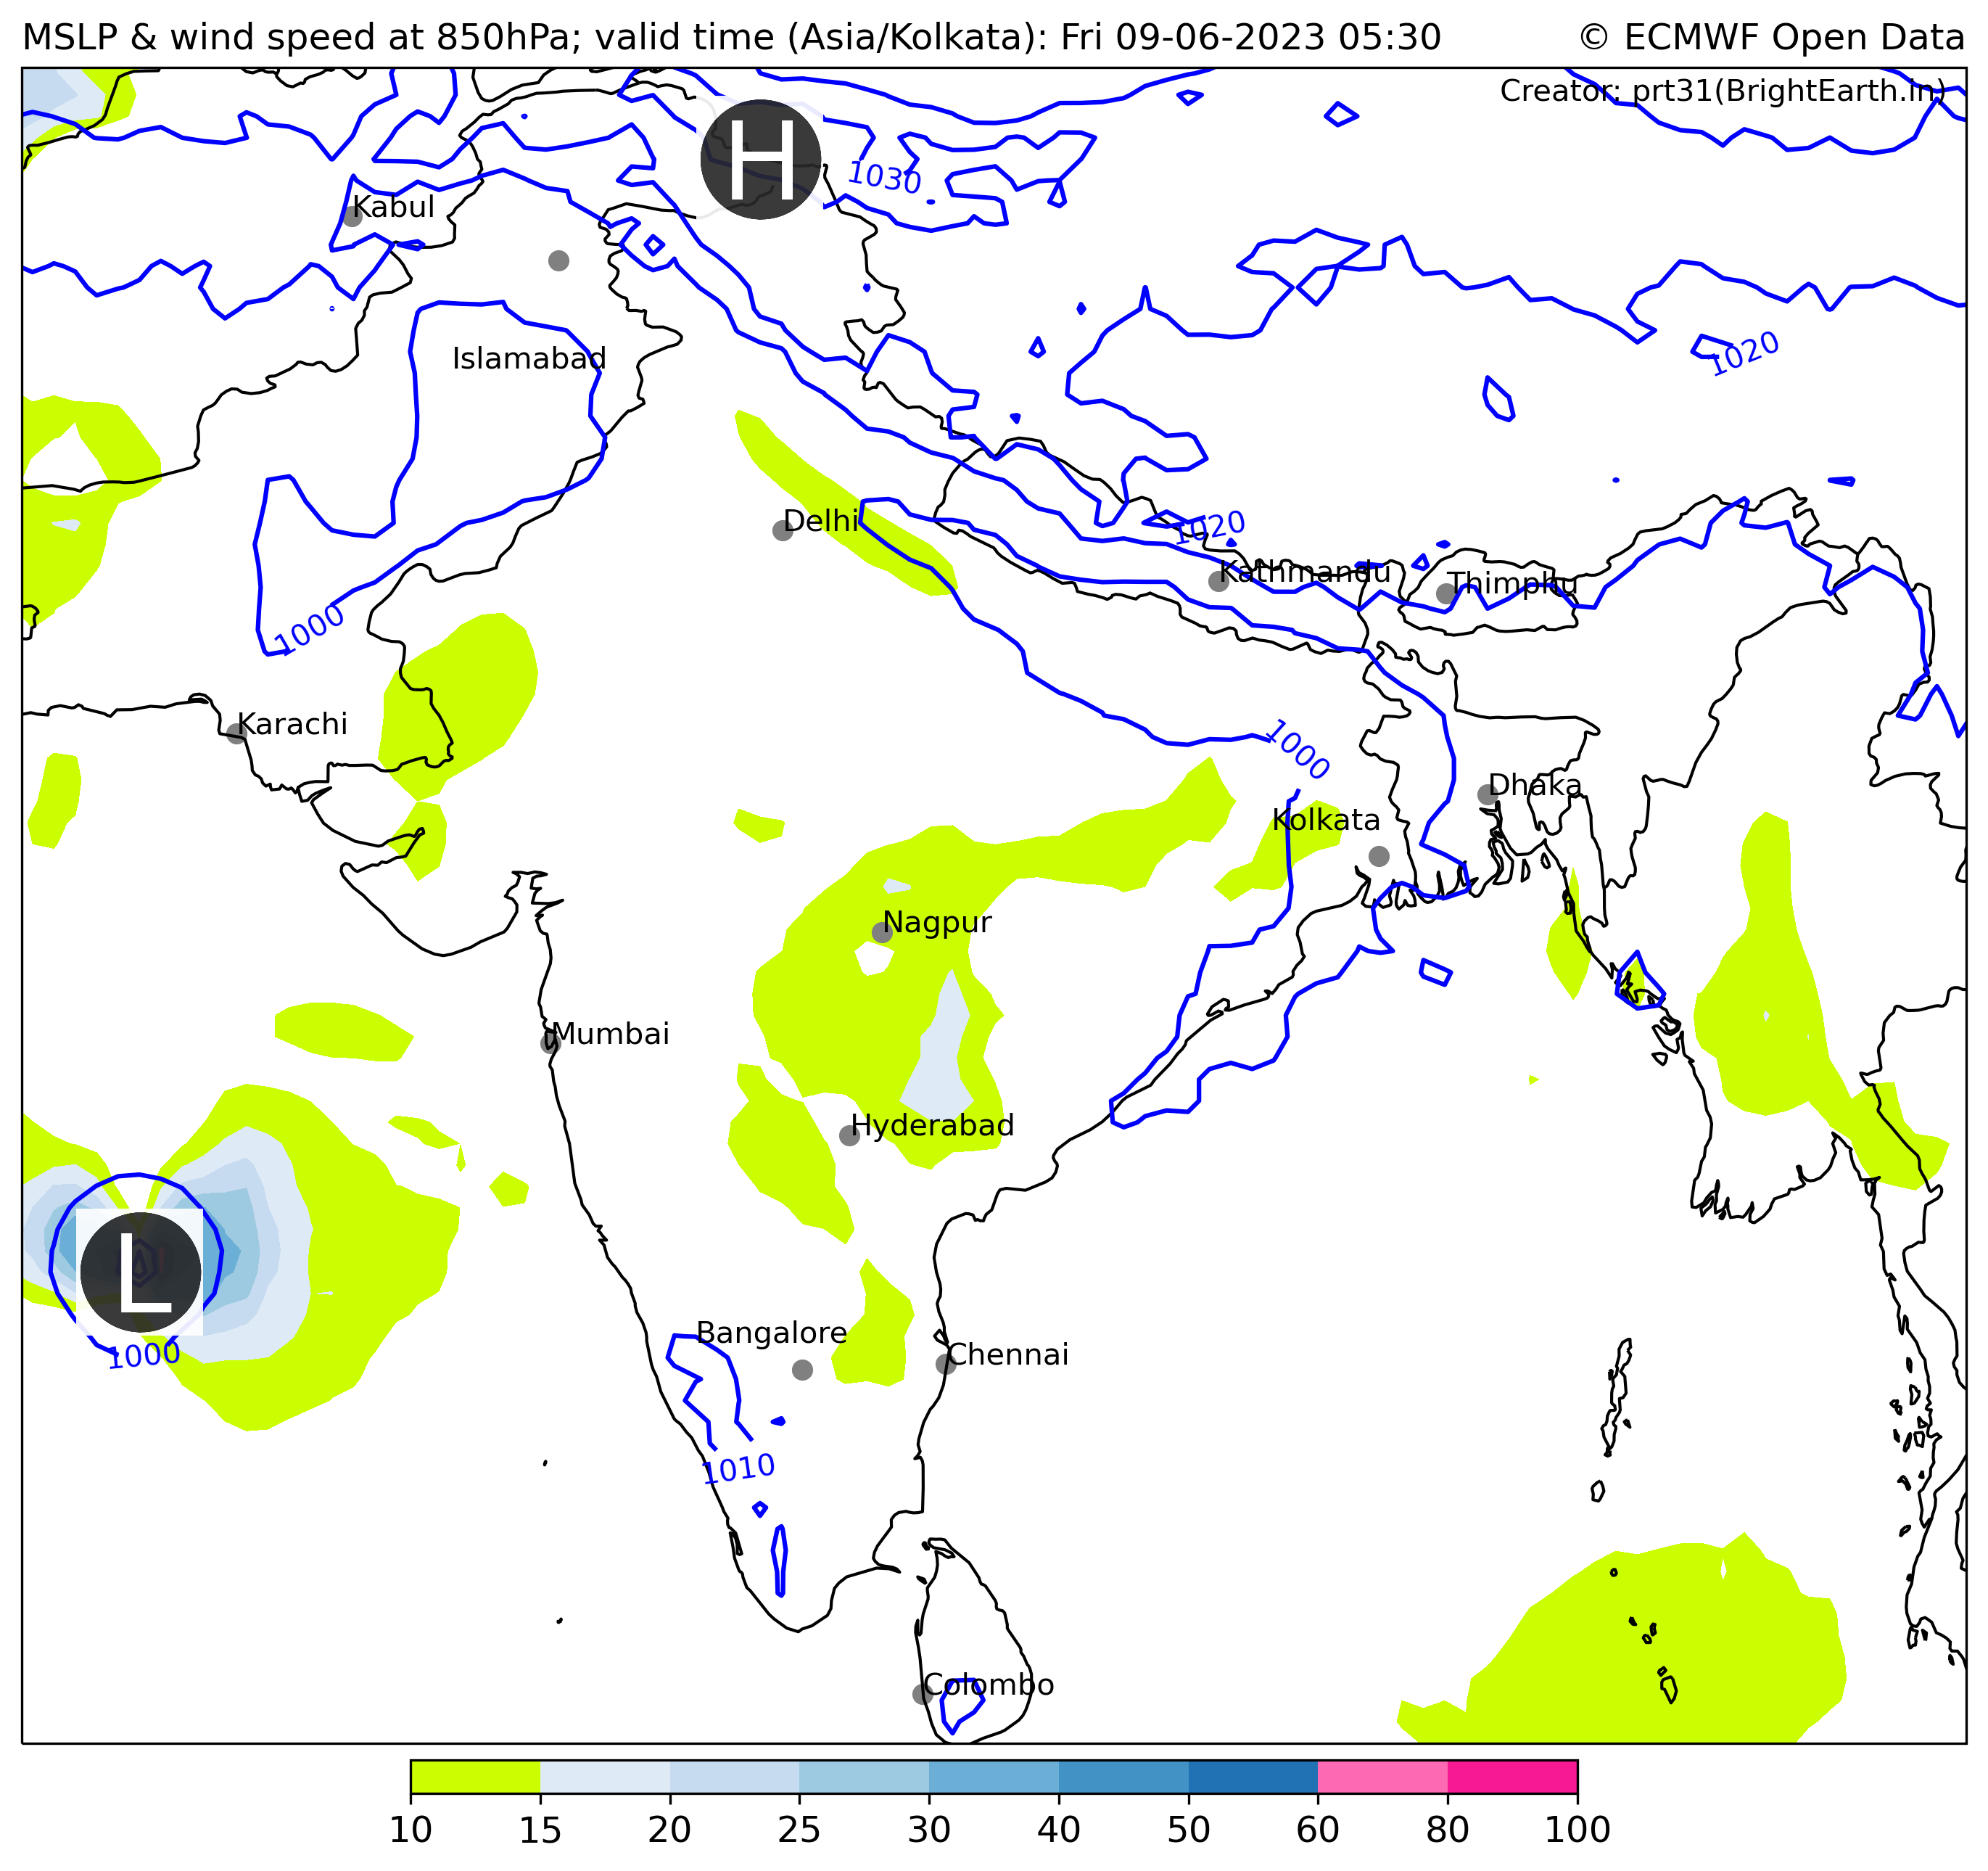 MSLP & wind speed at 850hPa; valid time (Asia/Kolkata): Fri 09-06-2023 05:30
© ECMWF Open Data
Creator: prt31(BrightEarth.in)
H
1030
Kabul
1020
Islamabad
Delhi
1020
Kathmandu
Thimphu
1000
Karachi
1000
Dhaka
Kolkata
Nagpur
Mumbai
Hyderabad
L
1000
Bangalore
Chennai
1010
Colombo
10 15 20 25 30 40 50 60 80 100